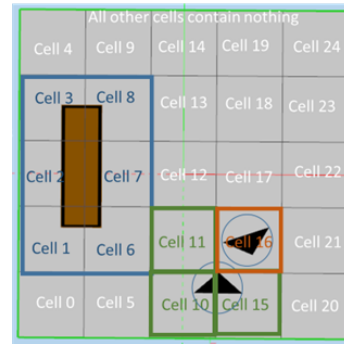 All other cells contain nothing
Cell 4 Cell 9 Cell 14 Cell 19 Cell 24
Cell 3 Cell 8 Cell 13 Cell 18 Cell 23
Cell 2 Cell 7 Cell 12 Cell 17 Cell 22
Cell 1 Cell 6 Cell 11 Cell 16 Cell 21
Cell 0 Cell 5 Cell 10 Cell 15 Cell 20